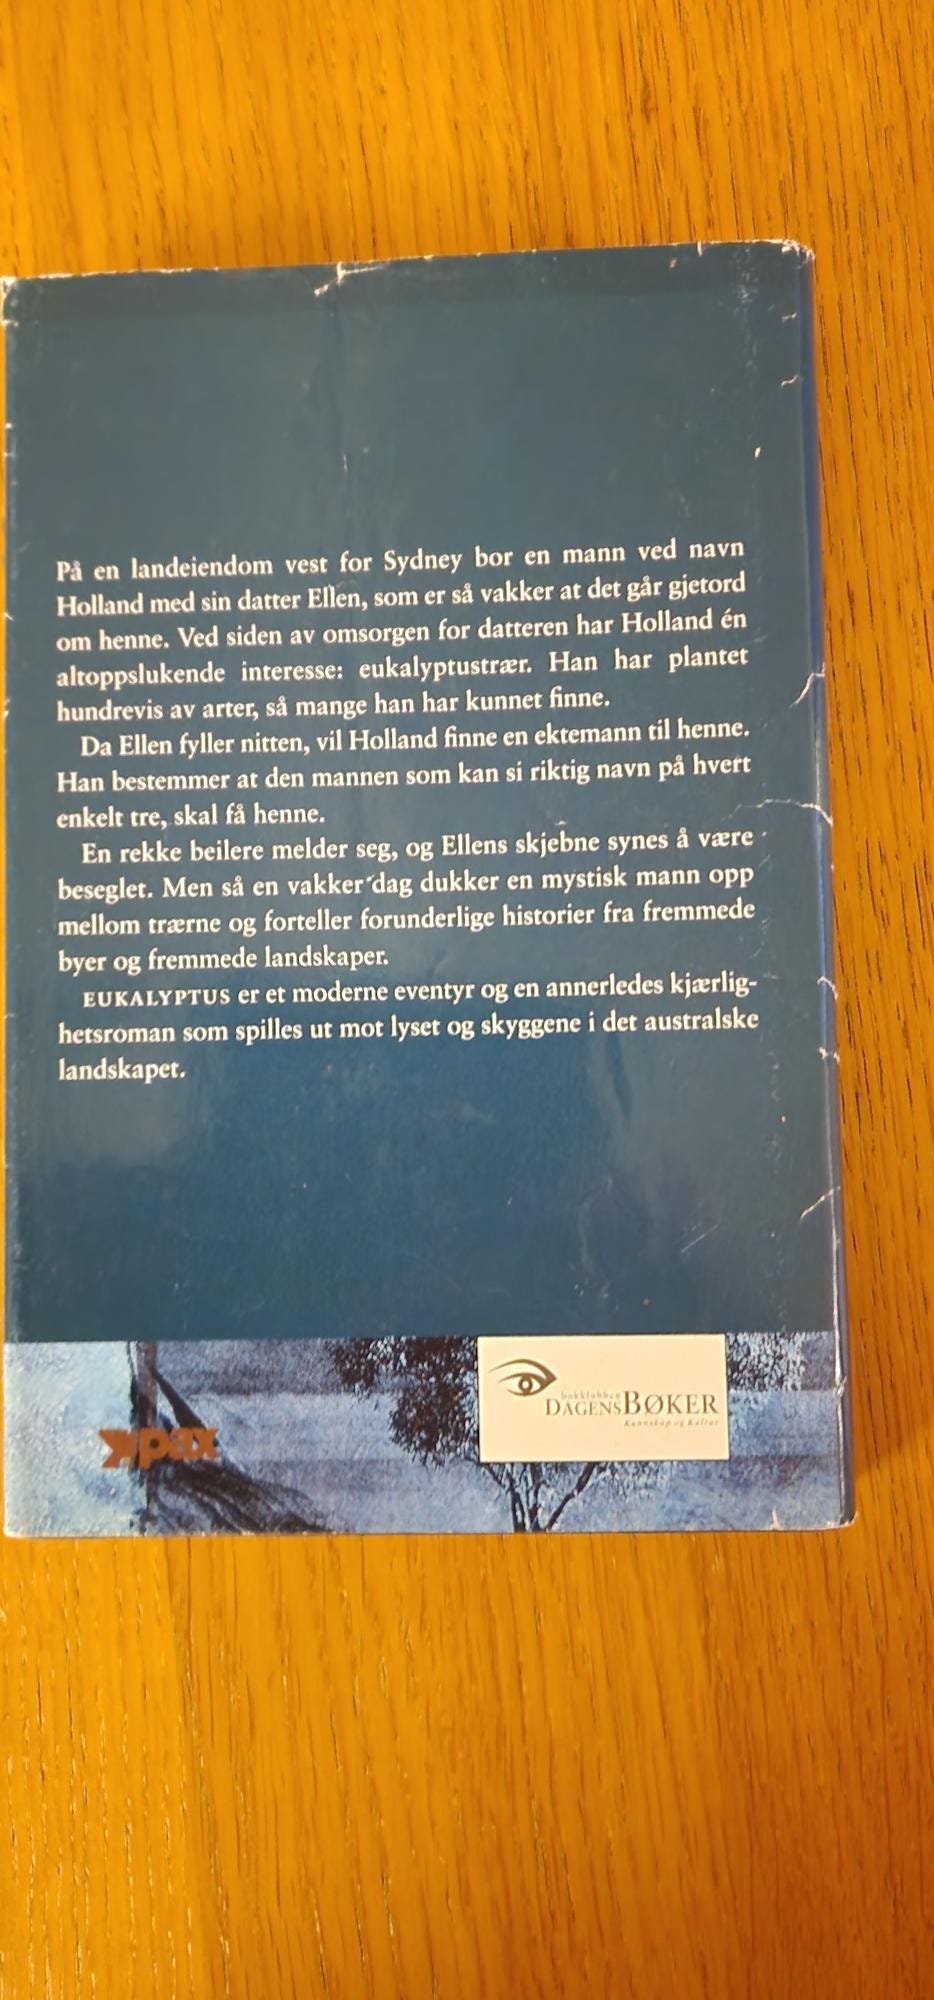 På en landeiendom vest for Sydney bor en mann ved navn
Holland med sin datter Ellen, som er så vakker at det går gjetord
om henne. Ved siden av omsorgen for datteren har Holland én
altoppslukende interesse: eukalyptustrær. Han har plantet
hundrevis av arter, så mange han har kunnet finne.
Da Ellen fyller nitten, vil Holland finne en ektemann til henne.
Han bestemmer at den mannen som kan si riktig navn på hvert
enkelt tre, skal få henne.
En rekke beilere melder seg, og Ellens skjebne synes å være
beseglet. Men så en vakker dag dukker en mystisk mann opp
mellom trærne og forteller forunderlige historier fra fremmede
byer og fremmede landskaper.
EUKALYPTUS er et moderne eventyr og en annerledes kjærlig-
hetsroman som spilles ut mot lyset og skyggene i det australske
landskapet.
bokklubben
DAGENSBØKER
Kunnskap og Kultur
pax